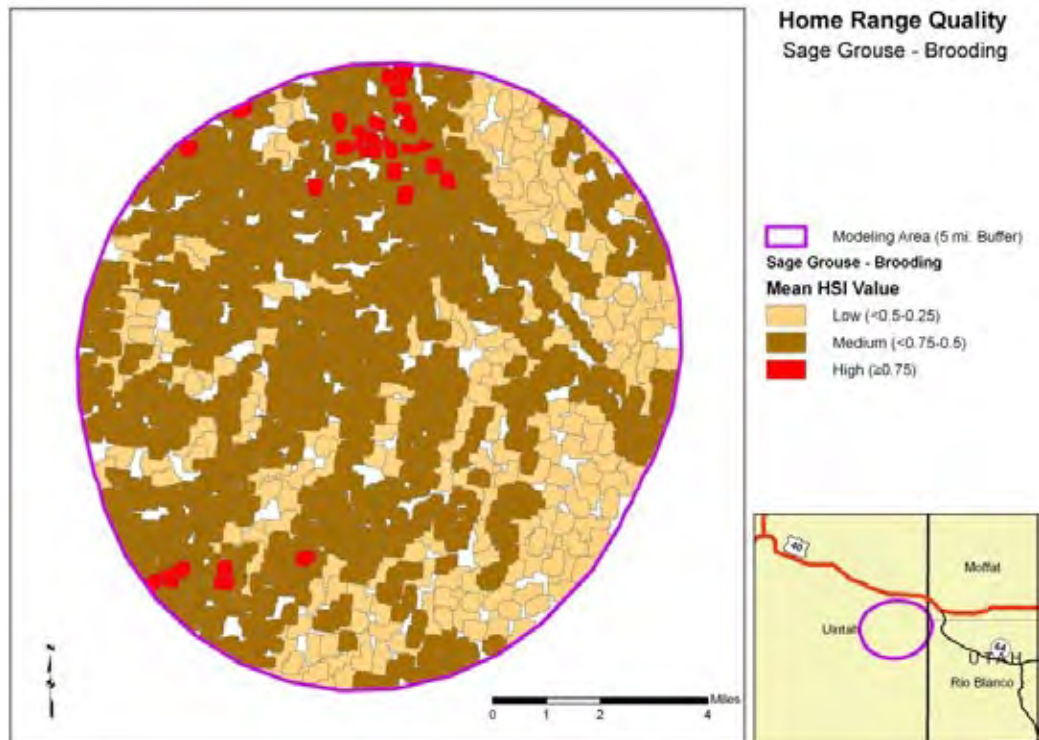 Home Range Quality
Sage Grouse - Brooding
Modeling Area (5 mi. Buffer)
Sage Grouse - Brooding
Mean HSI Value
Low (<0.5-0.25)
Medium (<0.75-0.5)
High (≥0.75)
N
Miles
0 1 2 4
40
Moffat
Uintah
64
UTAH
Rio Blanco